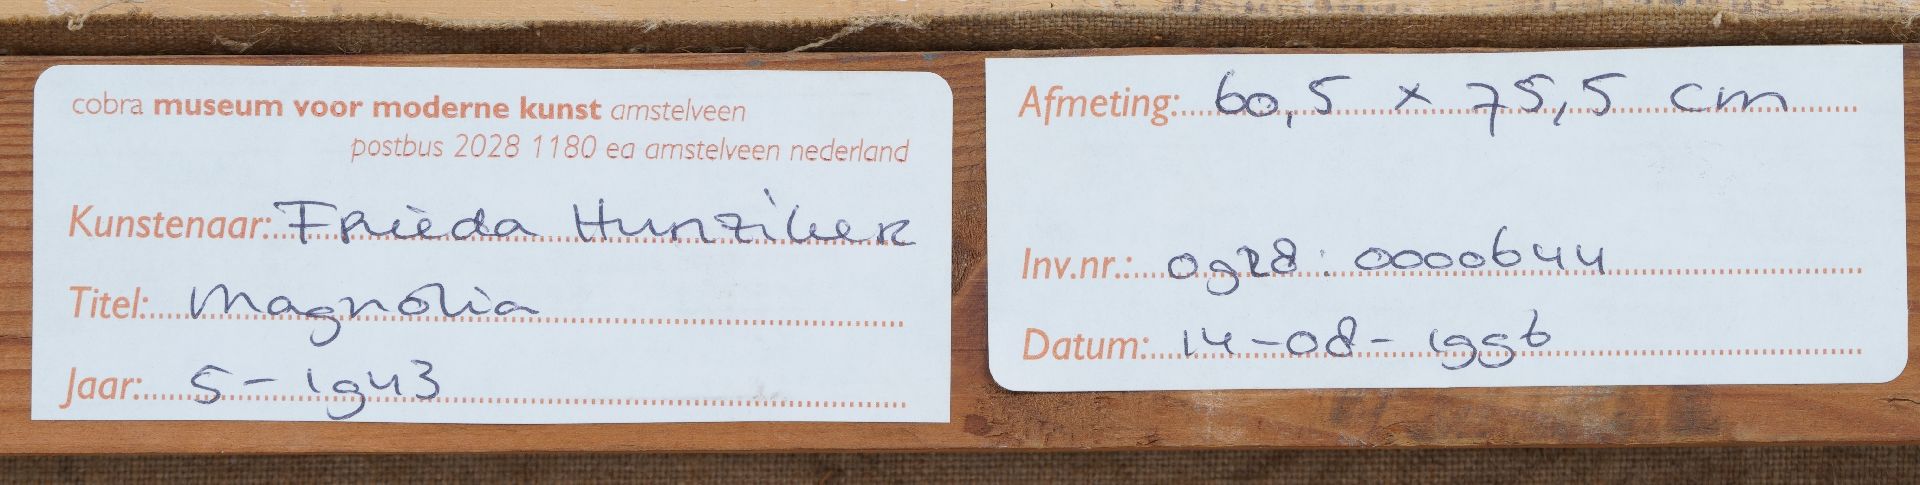 cobra museum voor moderne kunst amstelveen
postbus 2028 1180 ea amstelveen nederland
Kunstenaar: Frieda Hunziker
Titel: Magnolia
Jaar: 5-1943
Afmeting: 60,5 x 75,5 cm
Inv.nr.: 0928:0000644
Datum: 14-08-1996